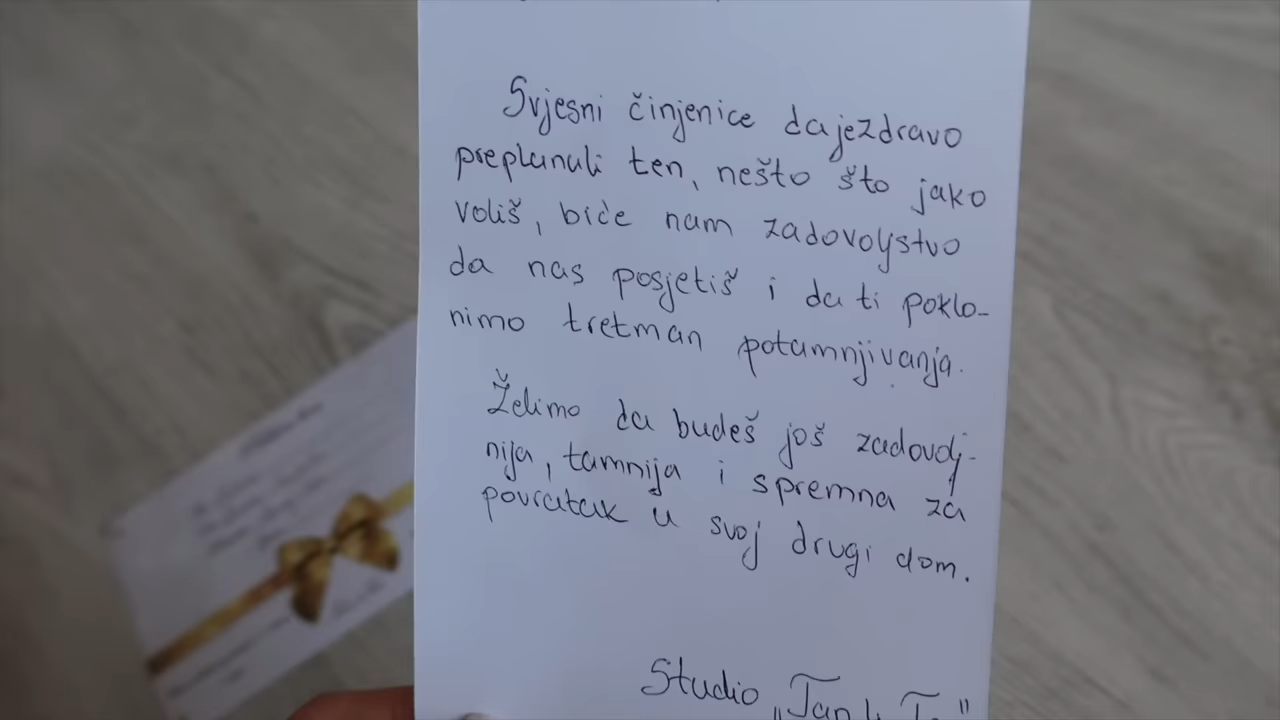 Svjesni činjenice da je zdravo
preplanuli ten, nešto što jako
voliš, biće nam zadovoljstvo
da nas posjetiš i da ti poklo-
nimo tretman potamnjivanja.
Želimo da budeš još zadovolj-
nija, tamnija i spremna za
povratak u svoj drugi dom.
Studio „Tan